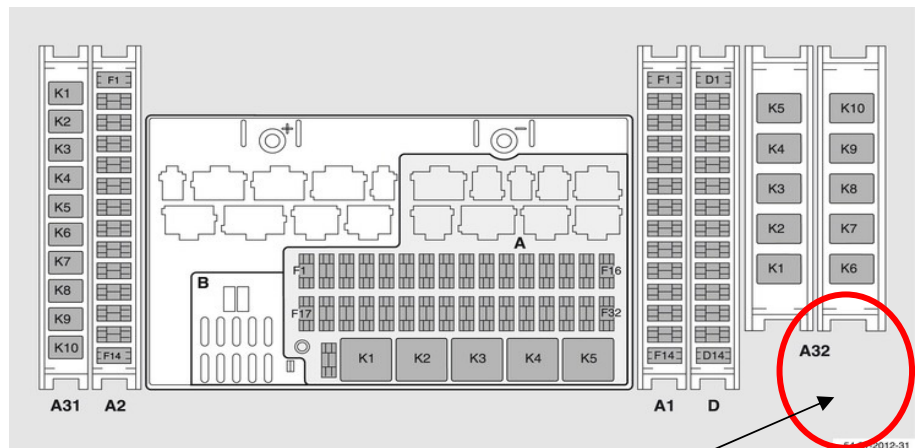 K1
K2
K3
K4
K5
K6
K7
K8
K9
K10
A31
F1
F14
A2
+
−
A
B
F1
F16
F17
F32
K1 K2 K3 K4 K5
F1
F14
A1
D1
D14
D
K5
K4
K3
K2
K1
K10
K9
K8
K7
K6
A32